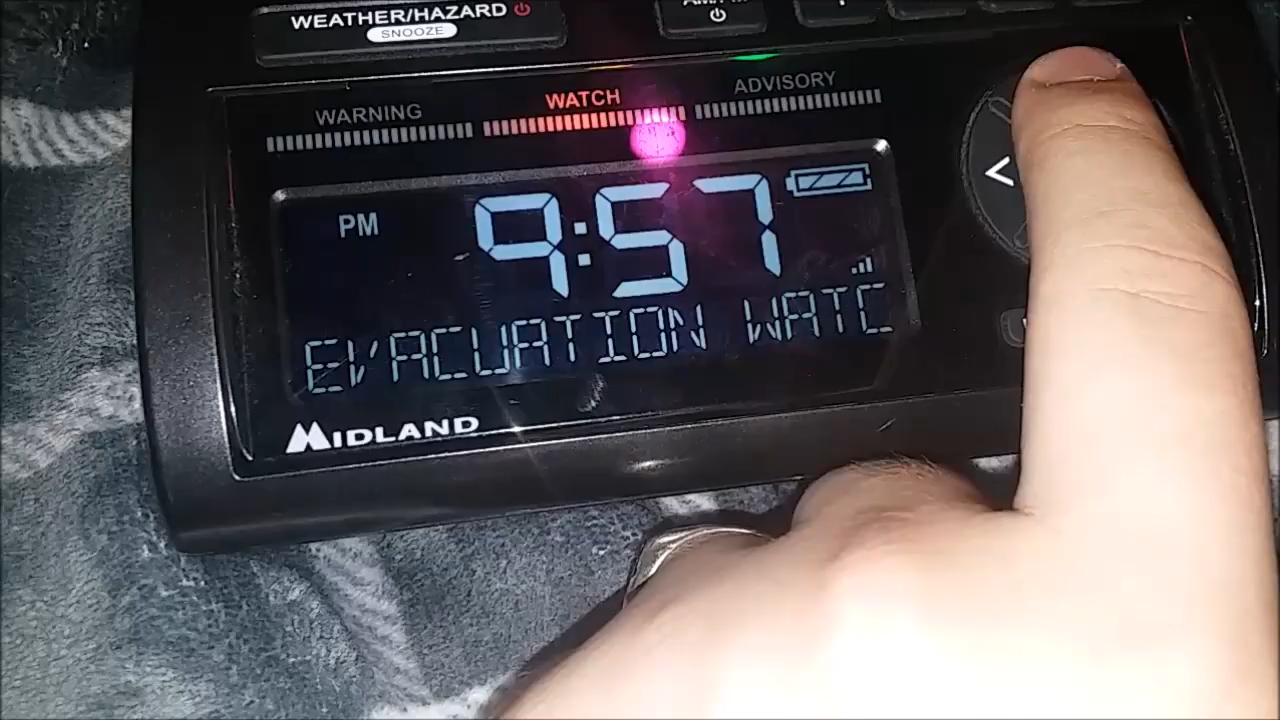 WEATHER/HAZARD
SNOOZE
WARNING
WATCH
ADVISORY
PM 9:57
EVACUATION WATC
<
MIDLAND